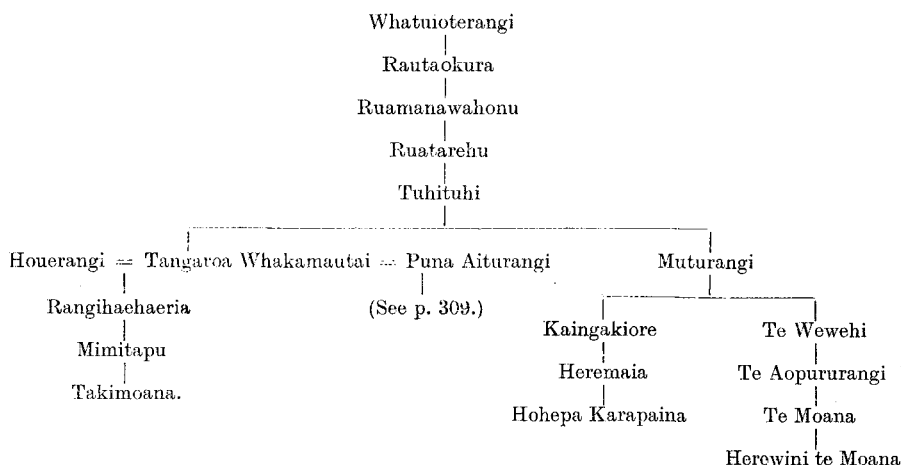 Whatuioterangi
Rautaokura
Ruamanawahonu
Ruatarehu
Tuhituhi
Houerangi = Tangaroa Whakamautai = Puna Aiturangi Muturangi
Rangihaehaeria (See p. 309.) Kaingakiore Te Wewehi
Mimitapu Heremaia Te Aopururangi
Takimoana. Hohepa Karapaina Te Moana
Herewini te Moana